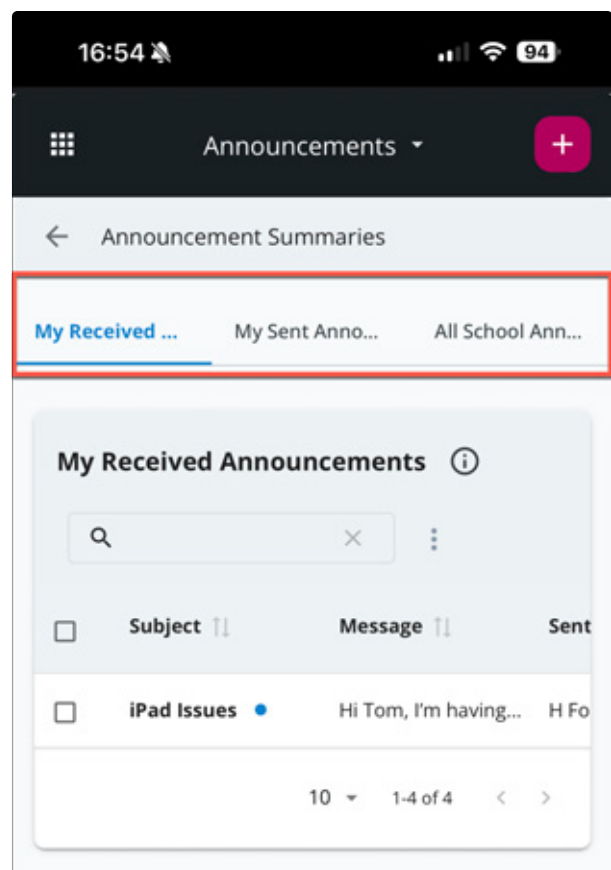 16:54 94
Announcements
Announcement Summaries
My Received ... My Sent Anno... All School Ann...
My Received Announcements
Subject Message Sent
iPad Issues Hi Tom, I'm having... H Fo
10 1-4 of 4